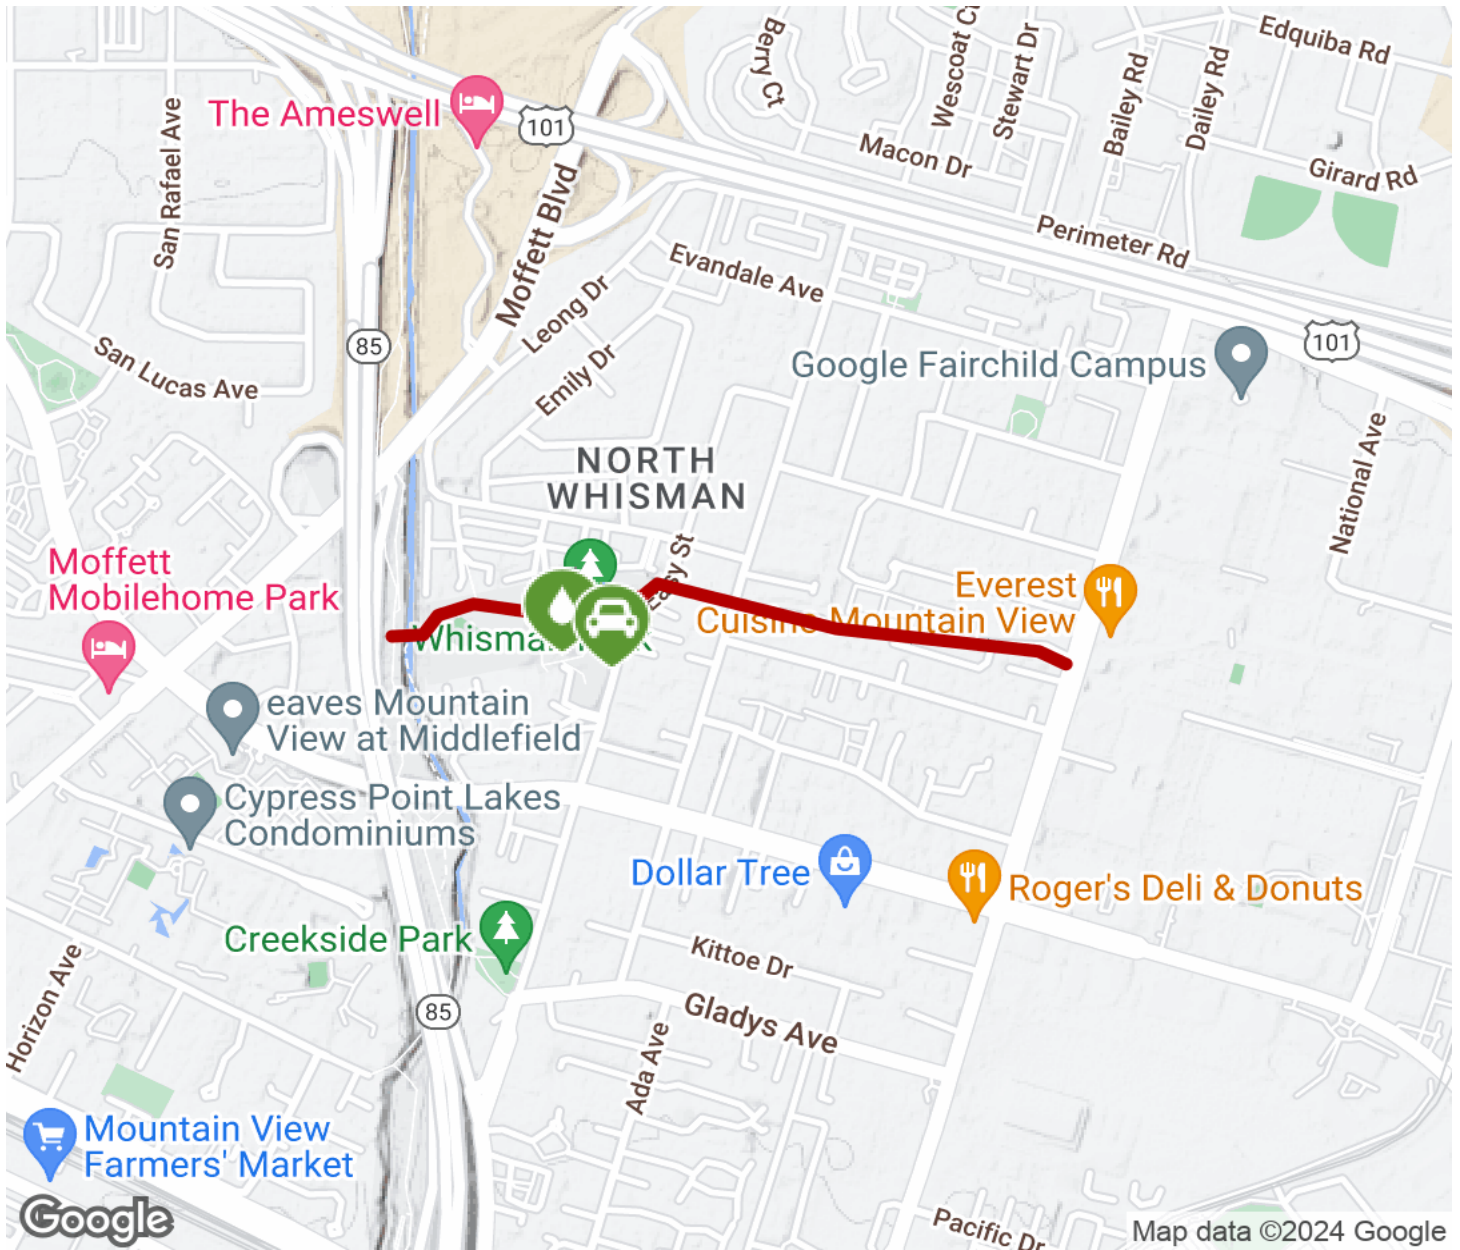 Edquiba Rd
Berry Ct
Wescoat C
Stewart Dr
Bailey Rd
Dailey Rd
The Ameswell
101
San Rafael Ave
Macon Dr
Girard Rd
Moffett Blvd
Perimeter Rd
Evandale Ave
Leong Dr
85
101
San Lucas Ave
Emily Dr
Google Fairchild Campus
NORTH
WHISMAN
National Ave
Moffett
Mobilehome Park
Easy St
Everest
Cuisine Mountain View
Whisman Park
eaves Mountain
View at Middlefield
Cypress Point Lakes
Condominiums
Dollar Tree
Roger's Deli & Donuts
Creekside Park
Kittoe Dr
Horizon Ave
85
Gladys Ave
Ada Ave
Mountain View
Farmers' Market
Google
Pacific Dr
Map data ©2024 Google